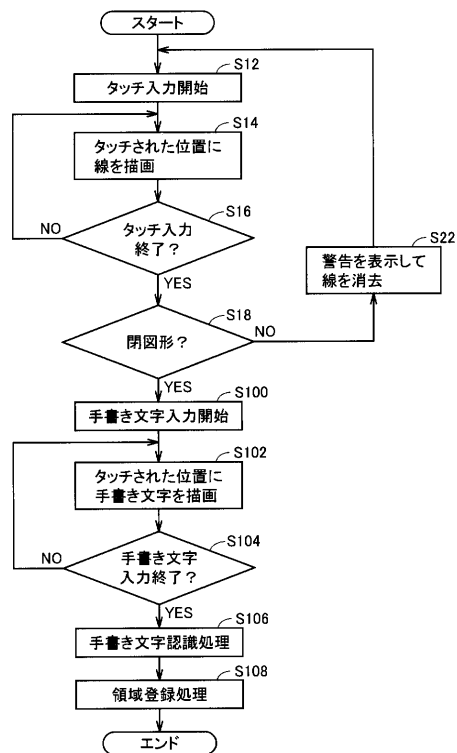 スタート
S12
タッチ入力開始
S14
タッチされた位置に
線を描画
S16
NO
タッチ入力
終了？
YES
S22
警告を表示して
線を消去
S18
閉図形？
NO
YES
S100
手書き文字入力開始
S102
タッチされた位置に
手書き文字を描画
S104
NO
手書き文字
入力終了？
YES
S106
手書き文字認識処理
S108
領域登録処理
エンド